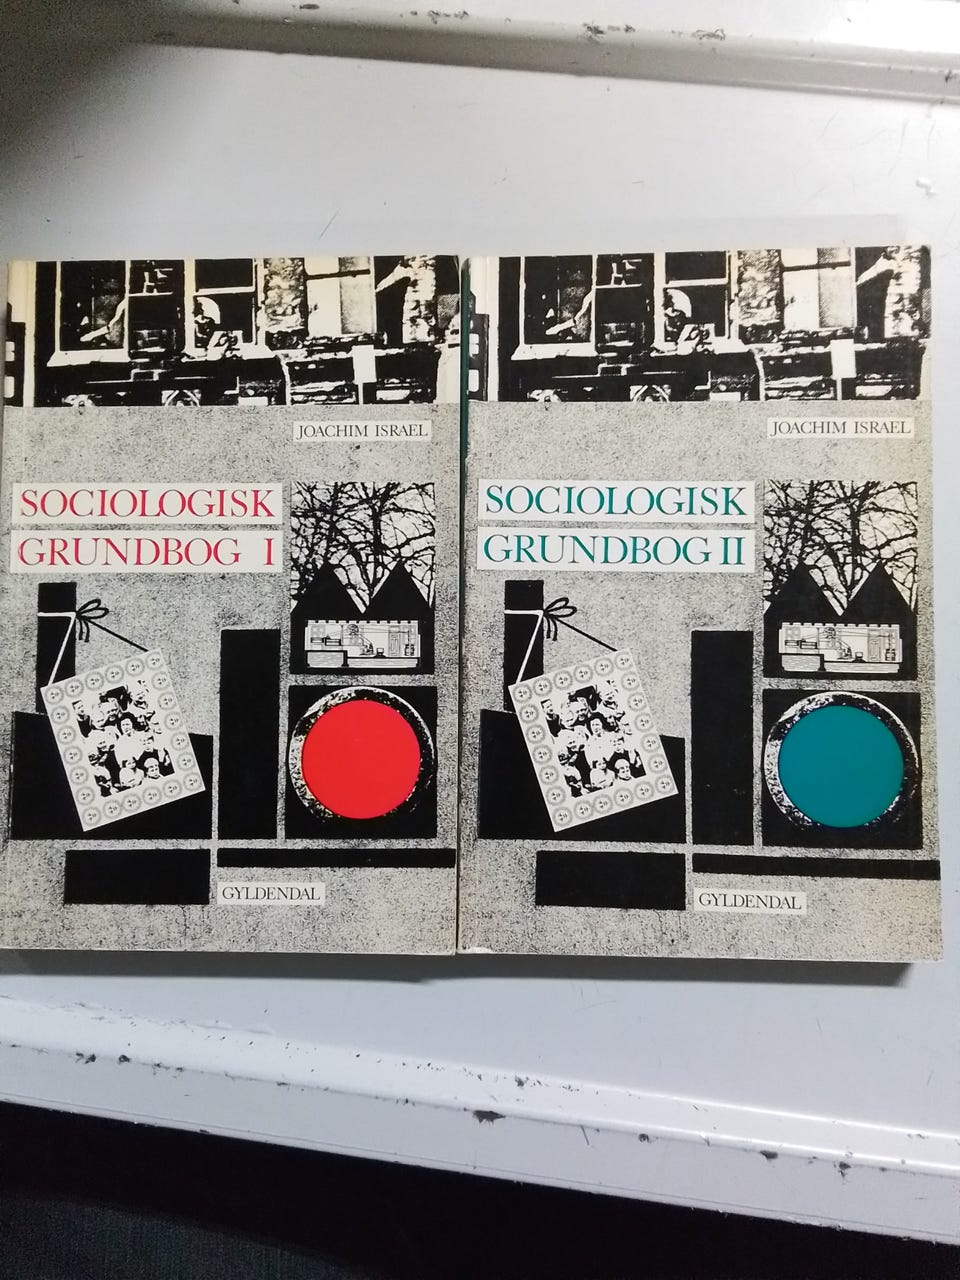 JOACHIM ISRAEL
SOCIOLOGISK
GRUNDBOG I
GYLDENDAL
JOACHIM ISRAEL
SOCIOLOGISK
GRUNDBOG II
GYLDENDAL